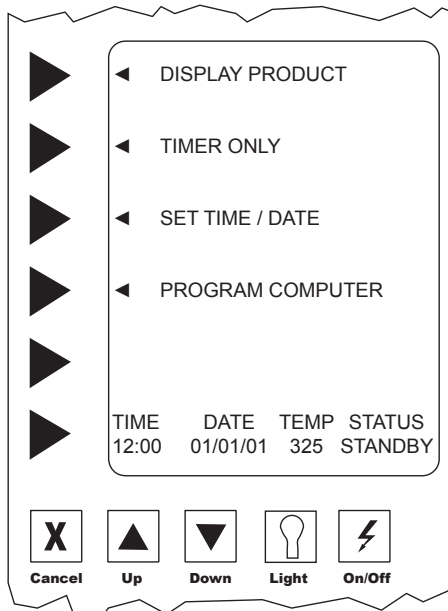 ◄ DISPLAY PRODUCT
◄ TIMER ONLY
◄ SET TIME / DATE
◄ PROGRAM COMPUTER
TIME DATE TEMP STATUS
12:00 01/01/01 325 STANDBY
X
Cancel Up Down Light On/Off